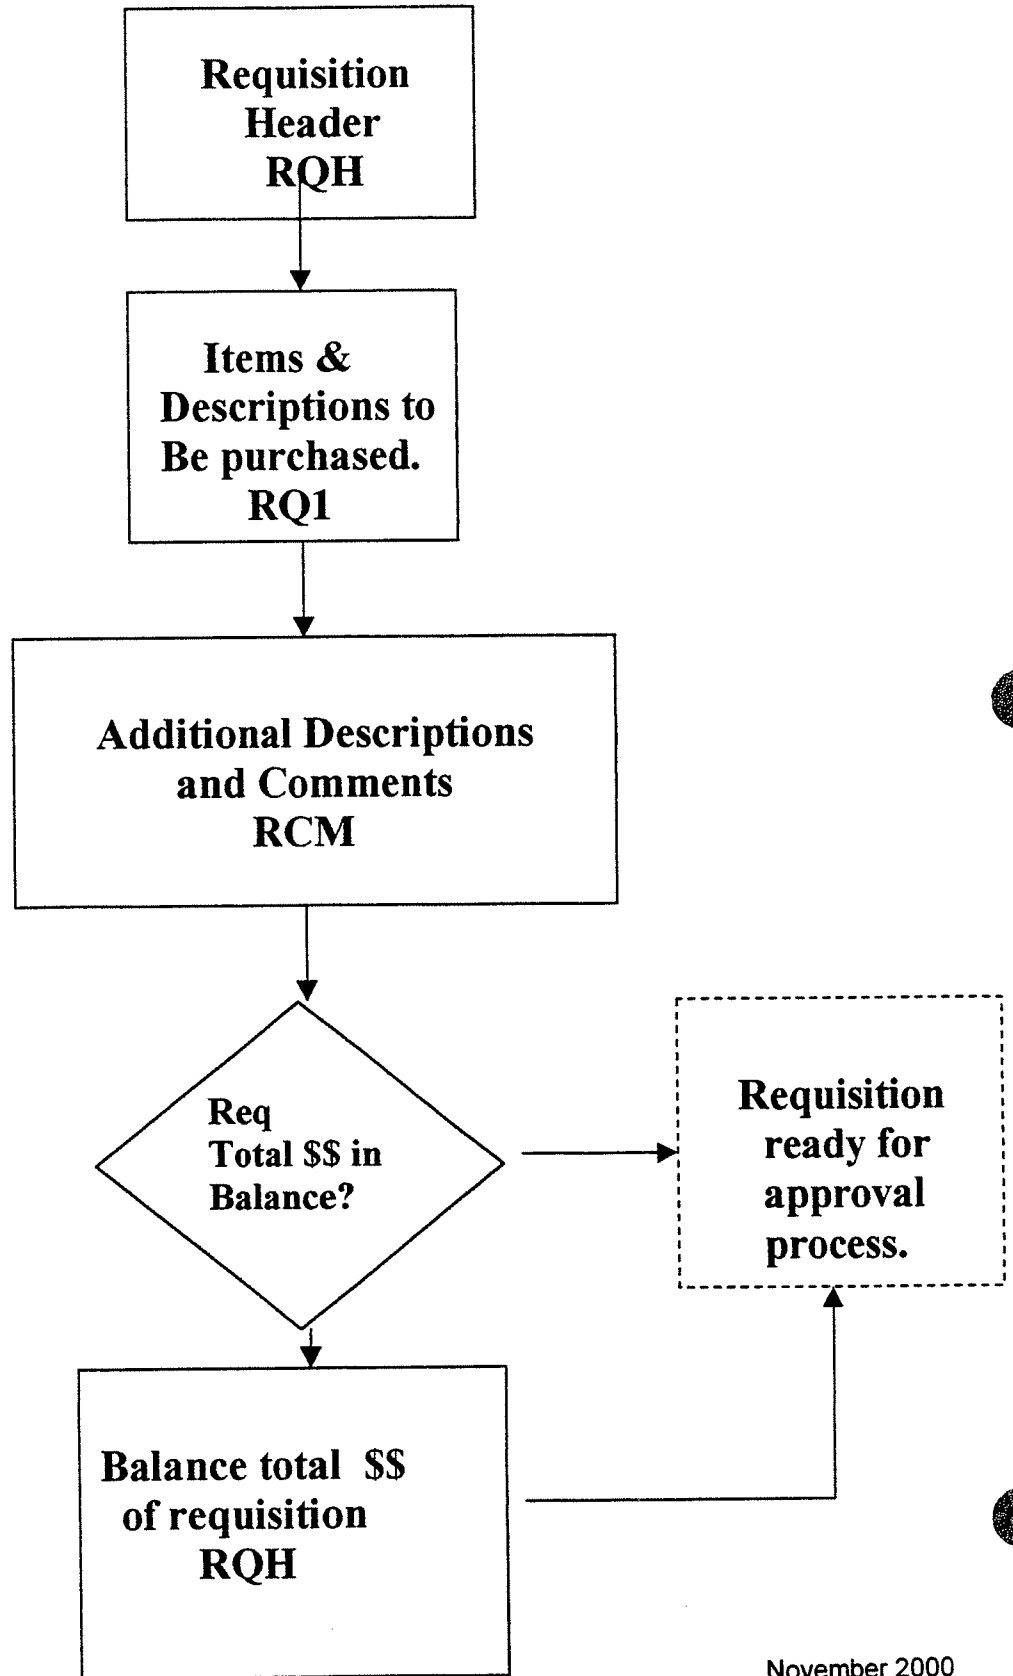 Requisition
Header
RQH
Items &
Descriptions to
Be purchased.
RQ1
Additional Descriptions
and Comments
RCM
Req
Total $$ in
Balance?
Requisition
ready for
approval
process.
Balance total $$
of requisition
RQH
November 2000